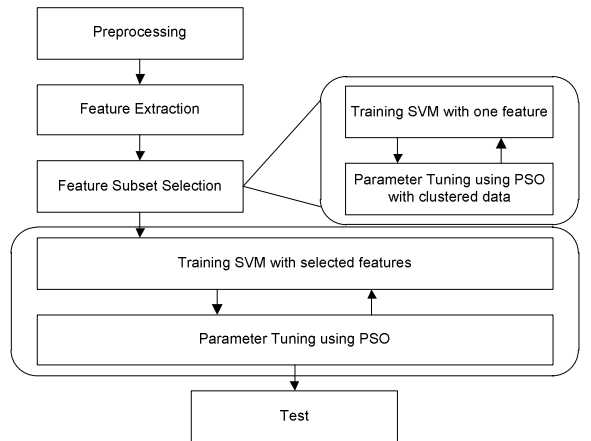 Preprocessing
Feature Extraction
Feature Subset Selection
Training SVM with one feature
Parameter Tuning using PSO
with clustered data
Training SVM with selected features
Parameter Tuning using PSO
Test